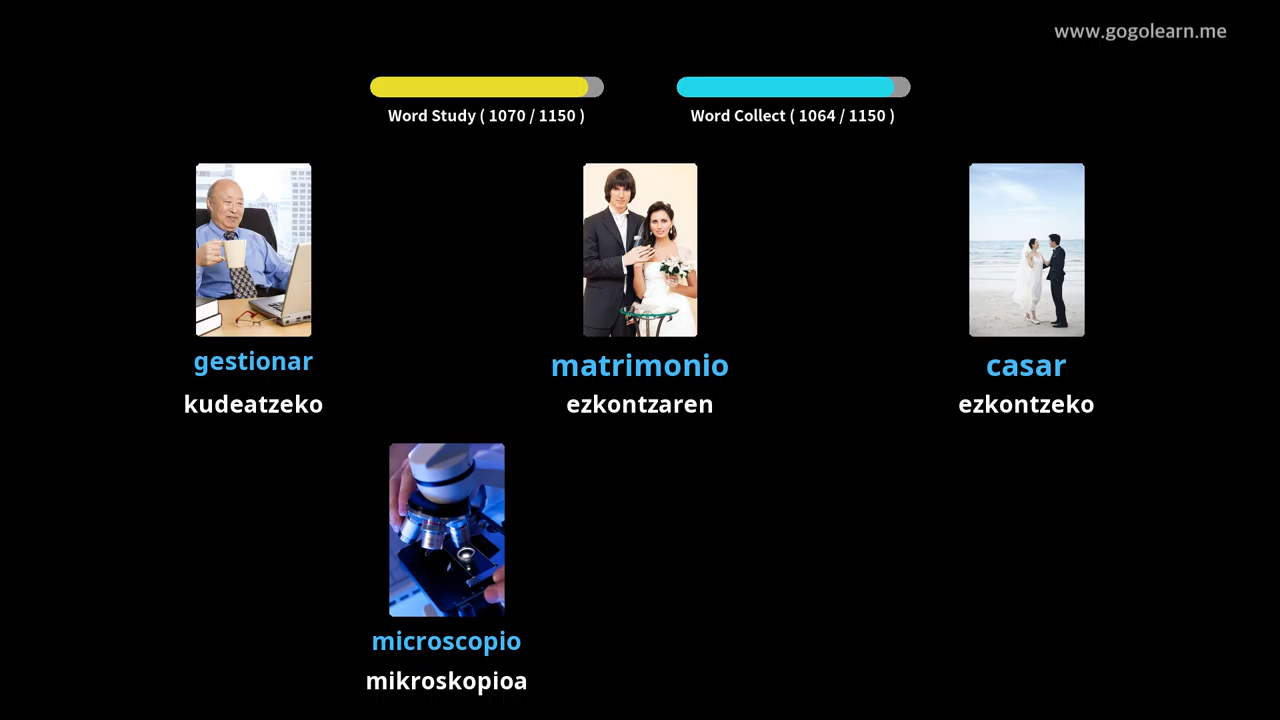 www.gogolearn.me
Word Study ( 1070 / 1150 )
Word Collect ( 1064 / 1150 )
gestionar
kudeatzeko
matrimonio
ezkontzaren
casar
ezkontzeko
microscopio
mikroskopioa